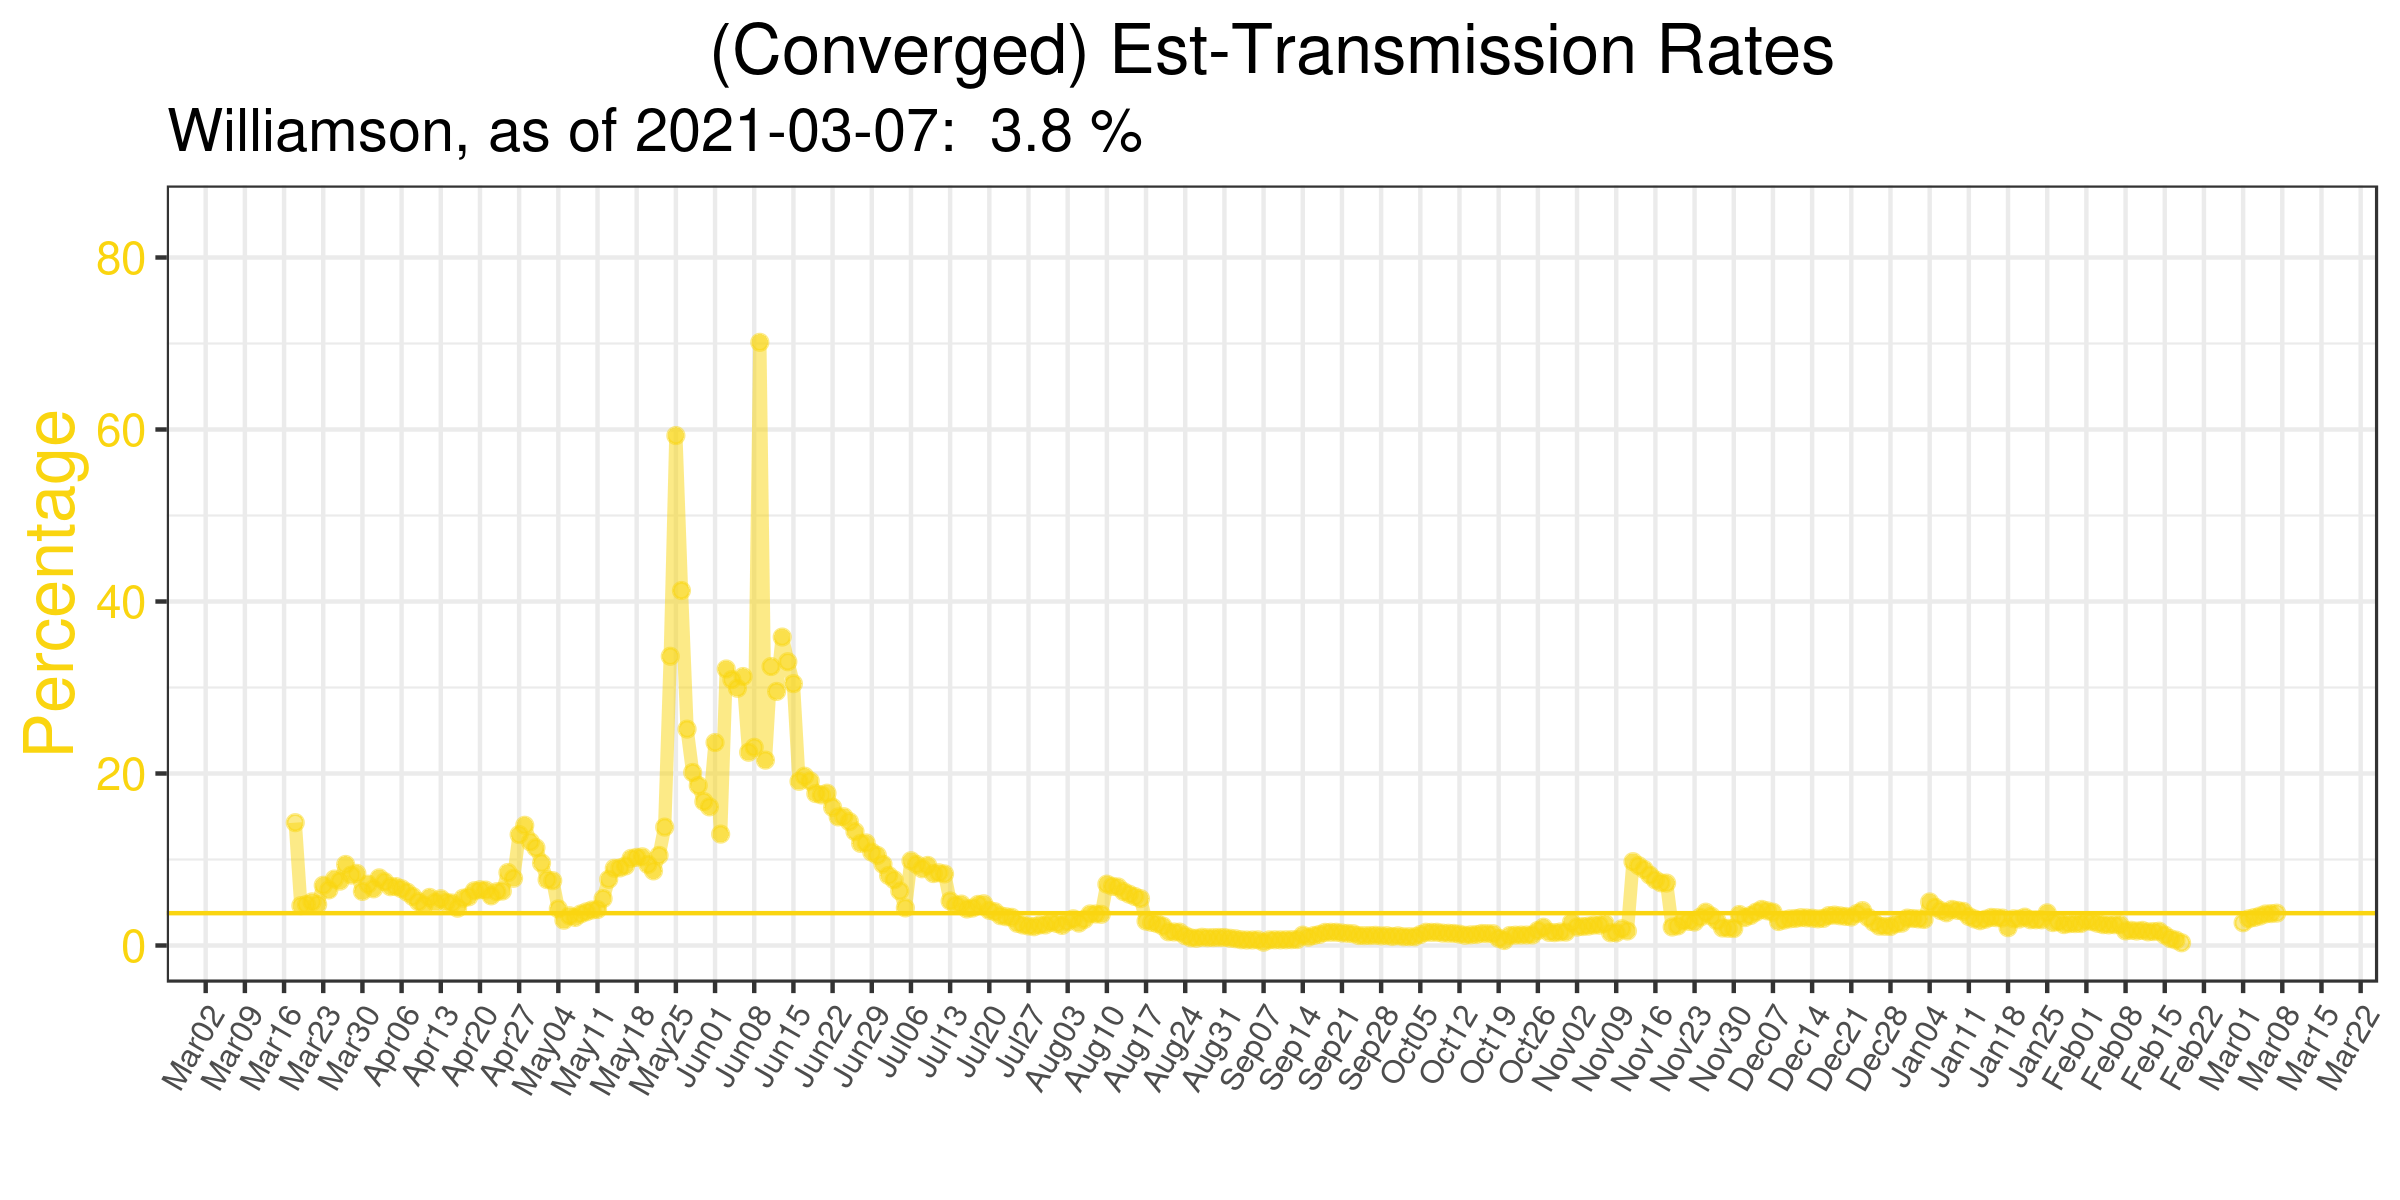 (Converged) Est-Transmission Rates
Williamson, as of 2021-03-07:  3.8 %
Percentage
80
60
40
20
0
Mar02 Mar09 Mar16 Mar23 Mar30 Apr06 Apr13 Apr20 Apr27 May04 May11 May18 May25 Jun01 Jun08 Jun15 Jun22 Jun29 Jul06 Jul13 Jul20 Jul27 Aug03 Aug10 Aug17 Aug24 Aug31 Sep07 Sep14 Sep21 Sep28 Oct05 Oct12 Oct19 Oct26 Nov02 Nov09 Nov16 Nov23 Nov30 Dec07 Dec14 Dec21 Dec28 Jan04 Jan11 Jan18 Jan25 Feb01 Feb08 Feb15 Feb22 Mar01 Mar08 Mar15 Mar22